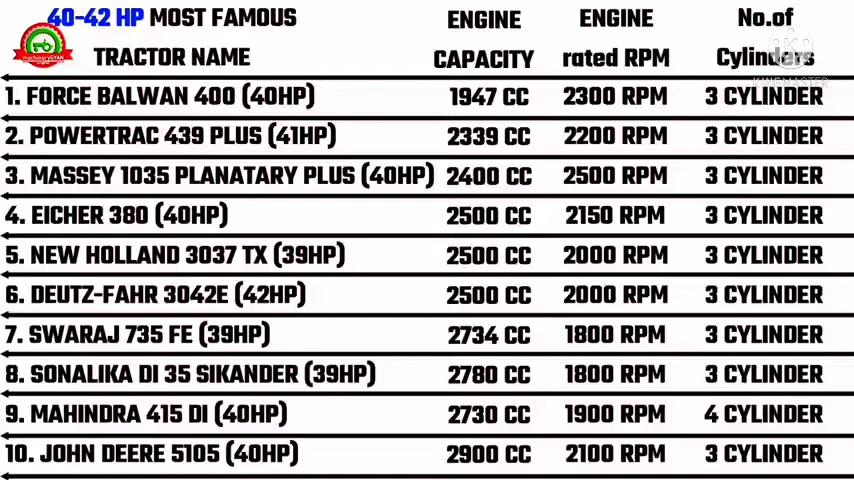 40-42 HP MOST FAMOUS TRACTOR NAME ENGINE CAPACITY ENGINE rated RPM No.of Cylinders
machineryGYAN
KINEMASTER
1. FORCE BALWAN 400 (40HP) 1947 CC 2300 RPM 3 CYLINDER
2. POWERTRAC 439 PLUS (41HP) 2339 CC 2200 RPM 3 CYLINDER
3. MASSEY 1035 PLANATARY PLUS (40HP) 2400 CC 2500 RPM 3 CYLINDER
4. EICHER 380 (40HP) 2500 CC 2150 RPM 3 CYLINDER
5. NEW HOLLAND 3037 TX (39HP) 2500 CC 2000 RPM 3 CYLINDER
6. DEUTZ-FAHR 3042E (42HP) 2500 CC 2000 RPM 3 CYLINDER
7. SWARAJ 735 FE (39HP) 2734 CC 1800 RPM 3 CYLINDER
8. SONALIKA DI 35 SIKANDER (39HP) 2780 CC 1800 RPM 3 CYLINDER
9. MAHINDRA 415 DI (40HP) 2730 CC 1900 RPM 4 CYLINDER
10. JOHN DEERE 5105 (40HP) 2900 CC 2100 RPM 3 CYLINDER